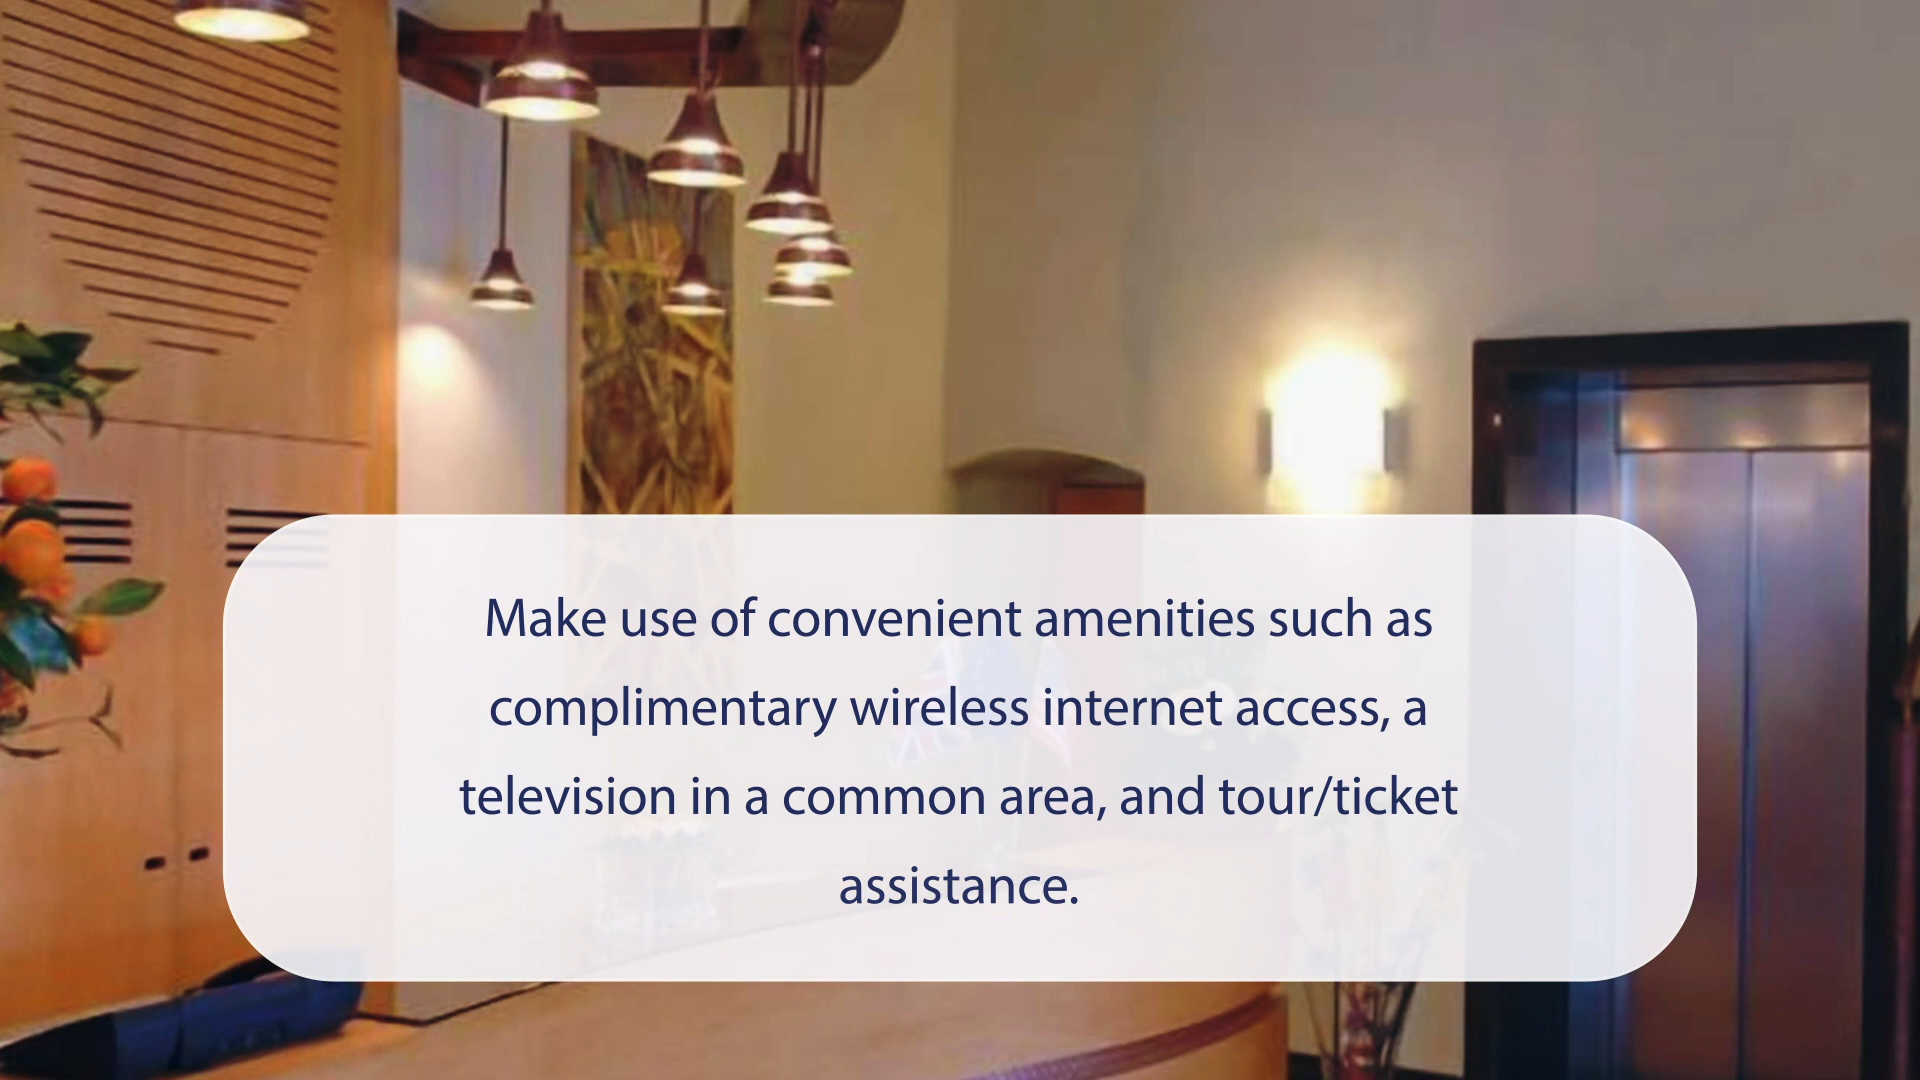 Make use of convenient amenities such as
complimentary wireless internet access, a
television in a common area, and tour/ticket
assistance.